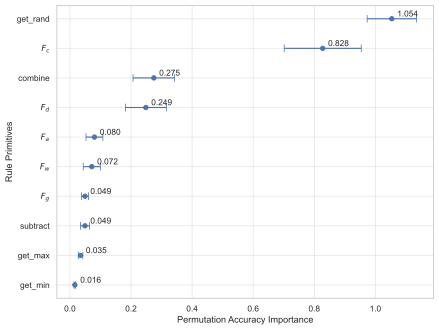 get_rand
1.054
F_c
0.828
combine
0.275
F_d
0.249
F_a
0.080
F_w
0.072
F_g
0.049
subtract
0.049
get_max
0.035
get_min
0.016
Rule Primitives
0.0 0.2 0.4 0.6 0.8 1.0
Permutation Accuracy Importance